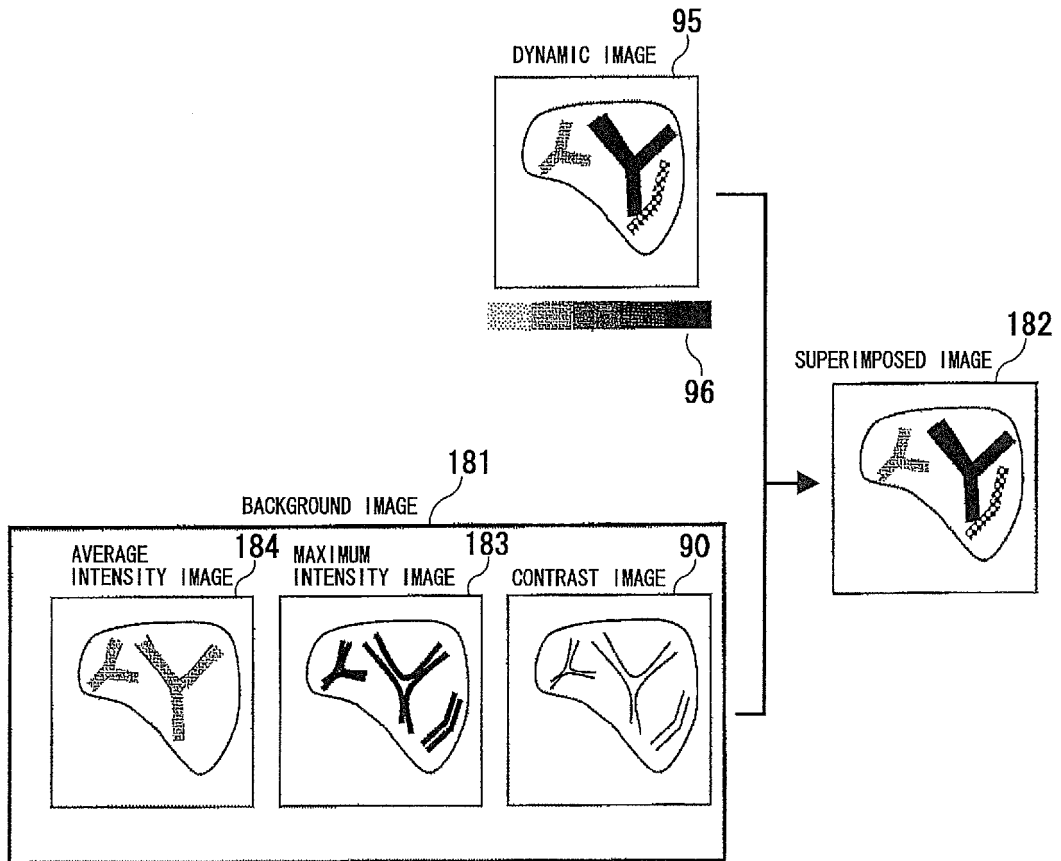 95
DYNAMIC IMAGE
96
182
SUPERIMPOSED IMAGE
181
BACKGROUND IMAGE
184
AVERAGE
INTENSITY IMAGE
183
MAXIMUM
INTENSITY IMAGE
90
CONTRAST IMAGE